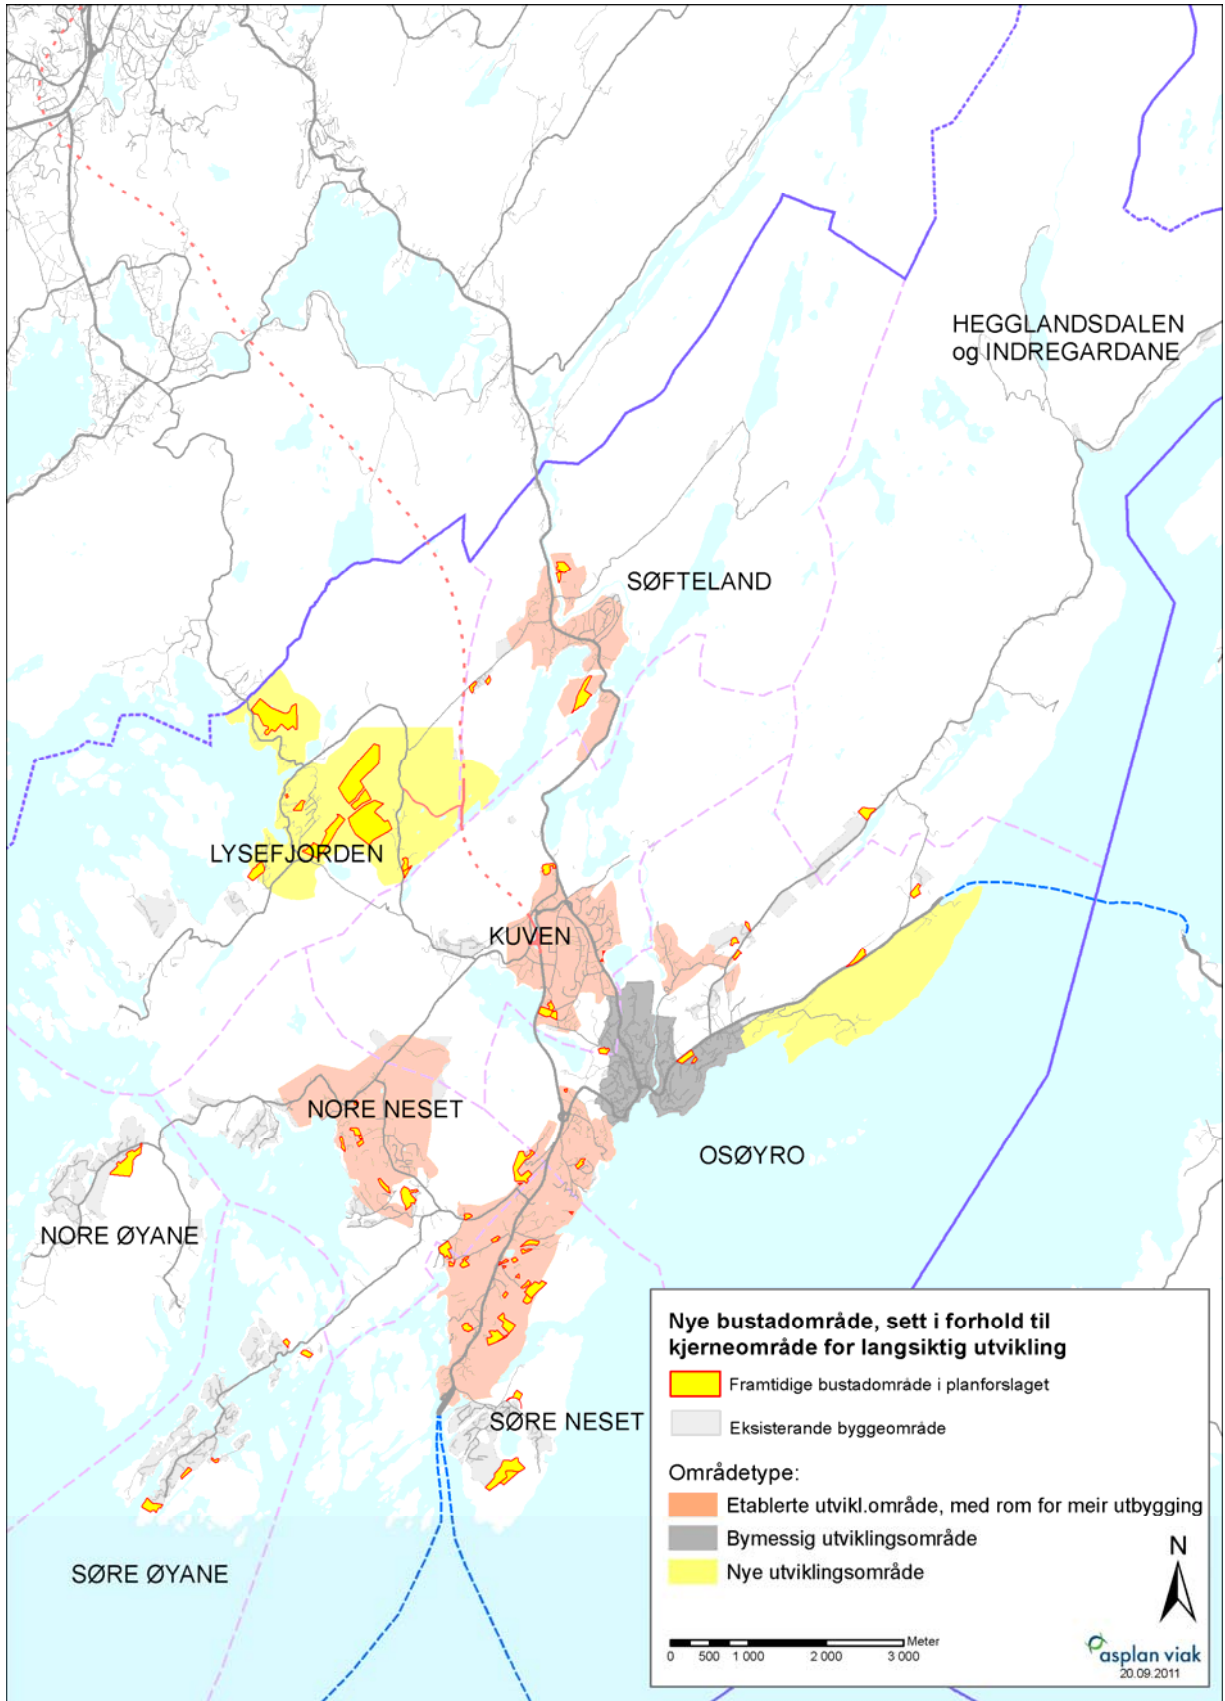 HEGGLANDSDALEN
og INDREGARDANE
SØFTELAND
LYSEFJORDEN
KUVEN
NORE NESET
OSØYRO
NORE ØYANE
SØRE NESET
SØRE ØYANE
Nye bustadområde, sett i forhold til
kjerneområde for langsiktig utvikling
Framtidige bustadområde i planforslaget
Eksisterande byggeområde
Områdetype:
Etablerte utvikl.område, med rom for meir utbygging
Bymessig utviklingsområde
Nye utviklingsområde
N
Meter
0 500 1 000 2 000 3 000
asplan viak
20.09.2011